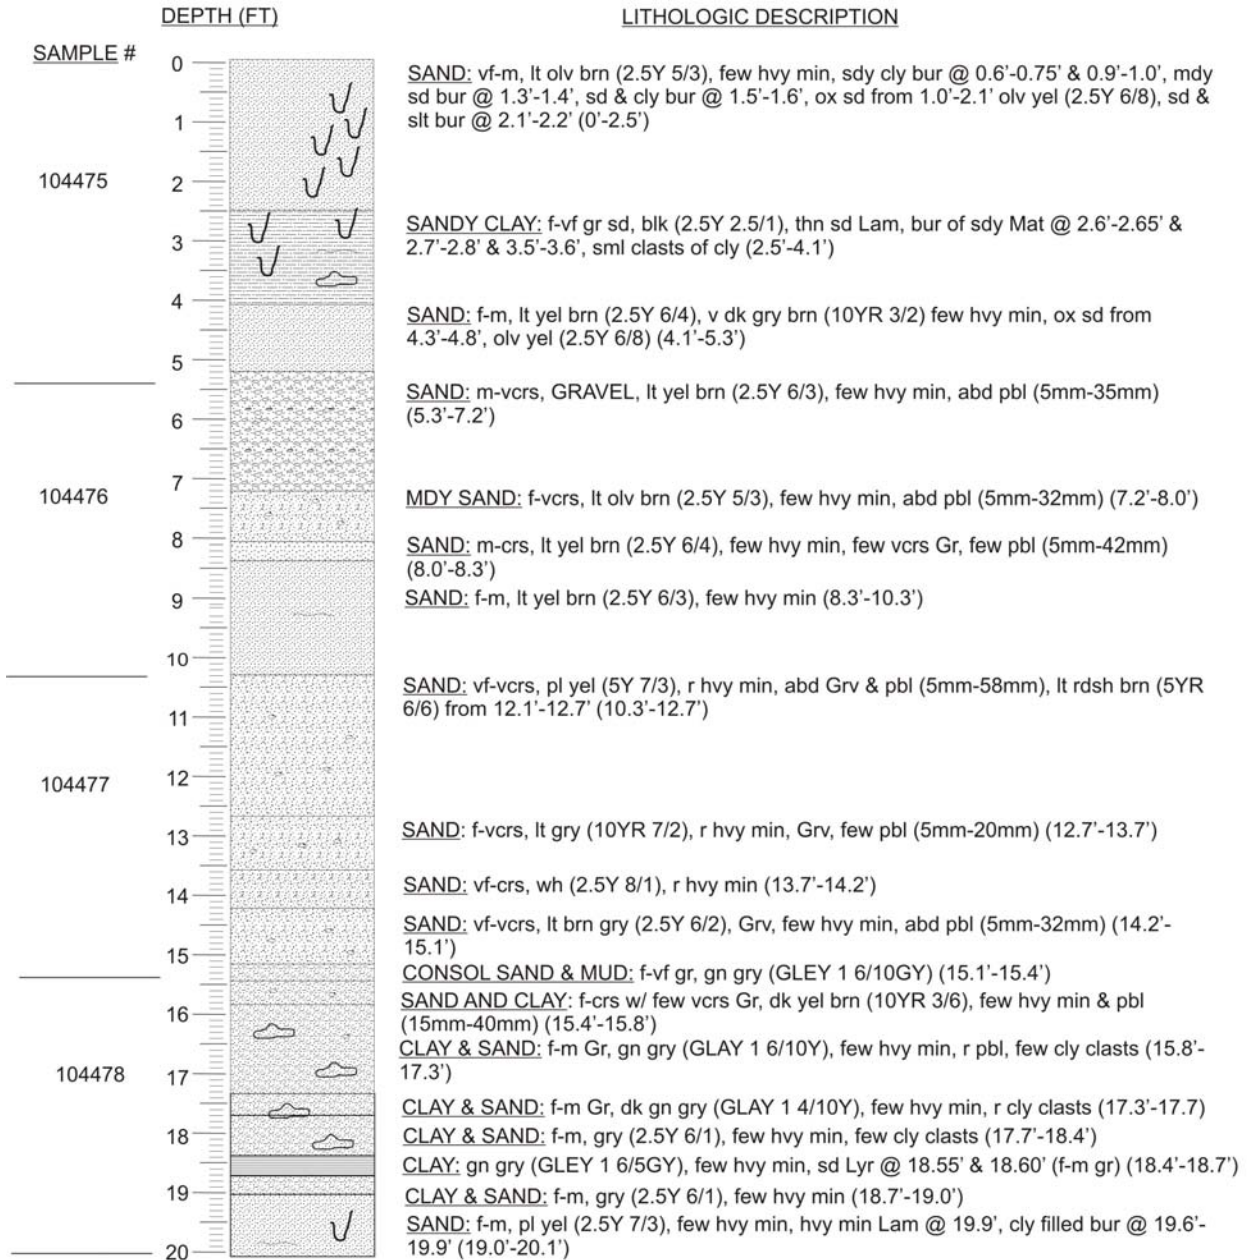 DEPTH (FT)
LITHOLOGIC DESCRIPTION
SAMPLE #
0
SAND: vf-m, lt olv brn (2.5Y 5/3), few hvy min, sdy cly bur @ 0.6’-0.75’ & 0.9’-1.0’, mdy
sd bur @ 1.3’-1.4’, sd & cly bur @ 1.5’-1.6’, ox sd from 1.0’-2.1’ olv yel (2.5Y 6/8), sd &
slt bur @ 2.1’-2.2’ (0’-2.5’)
1
104475
2
SANDY CLAY: f-vf gr sd, blk (2.5Y 2.5/1), thn sd Lam, bur of sdy Mat @ 2.6’-2.65’ &
2.7’-2.8’ & 3.5’-3.6’, sml clasts of cly (2.5’-4.1’)
3
4
SAND: f-m, lt yel brn (2.5Y 6/4), v dk gry brn (10YR 3/2) few hvy min, ox sd from
4.3’-4.8’, olv yel (2.5Y 6/8) (4.1’-5.3’)
5
SAND: m-vcrs, GRAVEL, lt yel brn (2.5Y 6/3), few hvy min, abd pbl (5mm-35mm)
(5.3’-7.2’)
6
7
104476
MDY SAND: f-vcrs, lt olv brn (2.5Y 5/3), few hvy min, abd pbl (5mm-32mm) (7.2’-8.0’)
8
SAND: m-crs, lt yel brn (2.5Y 6/4), few hvy min, few vcrs Gr, few pbl (5mm-42mm)
(8.0’-8.3’)
9
SAND: f-m, lt yel brn (2.5Y 6/3), few hvy min (8.3’-10.3’)
10
SAND: vf-vcrs, pl yel (5Y 7/3), r hvy min, abd Grv & pbl (5mm-58mm), lt rdsh brn (5YR
6/6) from 12.1’-12.7’ (10.3’-12.7’)
11
12
104477
13
SAND: f-vcrs, lt gry (10YR 7/2), r hvy min, Grv, few pbl (5mm-20mm) (12.7’-13.7’)
14
SAND: vf-crs, wh (2.5Y 8/1), r hvy min (13.7’-14.2’)
SAND: vf-vcrs, lt brn gry (2.5Y 6/2), Grv, few hvy min, abd pbl (5mm-32mm) (14.2’-
15.1’)
15
CONSOL SAND & MUD: f-vf gr, gn gry (GLEY 1 6/10GY) (15.1’-15.4’)
SAND AND CLAY: f-crs w/ few vcrs Gr, dk yel brn (10YR 3/6), few hvy min & pbl
(15mm-40mm) (15.4’-15.8’)
16
CLAY & SAND: f-m Gr, gn gry (GLAY 1 6/10Y), few hvy min, r pbl, few cly clasts (15.8’-
17.3’)
104478
17
CLAY & SAND: f-m Gr, dk gn gry (GLAY 1 4/10Y), few hvy min, r cly clasts (17.3’-17.7)
18
CLAY & SAND: f-m, gry (2.5Y 6/1), few hvy min, few cly clasts (17.7’-18.4’)
CLAY: gn gry (GLEY 1 6/5GY), few hvy min, sd Lyr @ 18.55’ & 18.60’ (f-m gr) (18.4’-18.7’)
19
CLAY & SAND: f-m, gry (2.5Y 6/1), few hvy min (18.7’-19.0’)
SAND: f-m, pl yel (2.5Y 7/3), few hvy min, hvy min Lam @ 19.9’, cly filled bur @ 19.6’-
19.9’ (19.0’-20.1’)
20